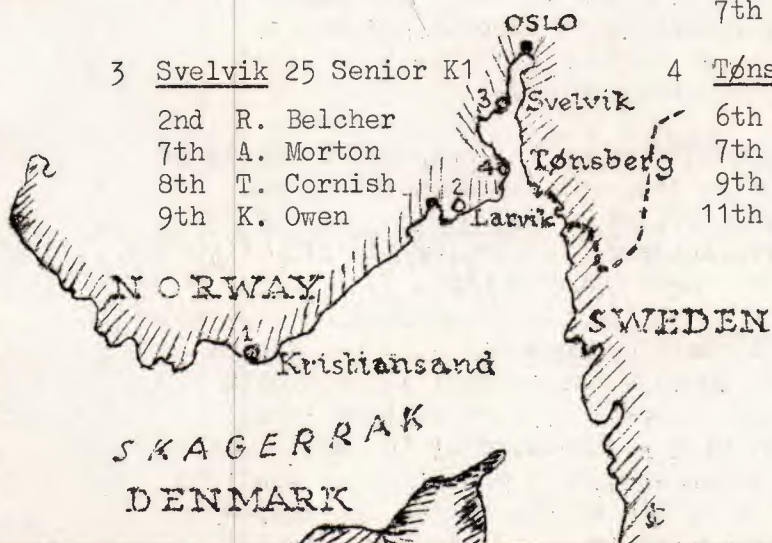 7th
OSLO
3 Svelvik 25 Senior K1
2nd R. Belcher
7th A. Morton
8th T. Cornish
9th K. Owen
4 Tøns
6th
7th
9th
11th
3 Svelvik
4 Tønsberg
2 Larvik
NORWAY
SWEDEN
1
Kristiansand
SKAGERRAK
DENMARK